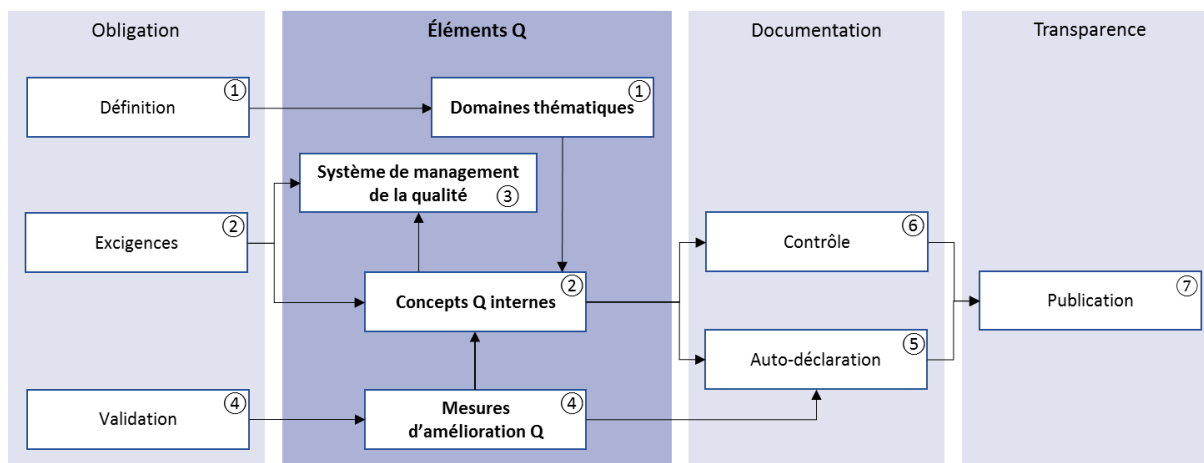 Obligation
Éléments Q
Documentation
Transparence
Définition
①
Domaines thématiques
①
Système de management
de la qualité
③
Excigences
②
Concepts Q internes
②
Contrôle
⑥
Publication
⑦
Auto-déclaration
⑤
Validation
④
Mesures
d’amélioration Q
④